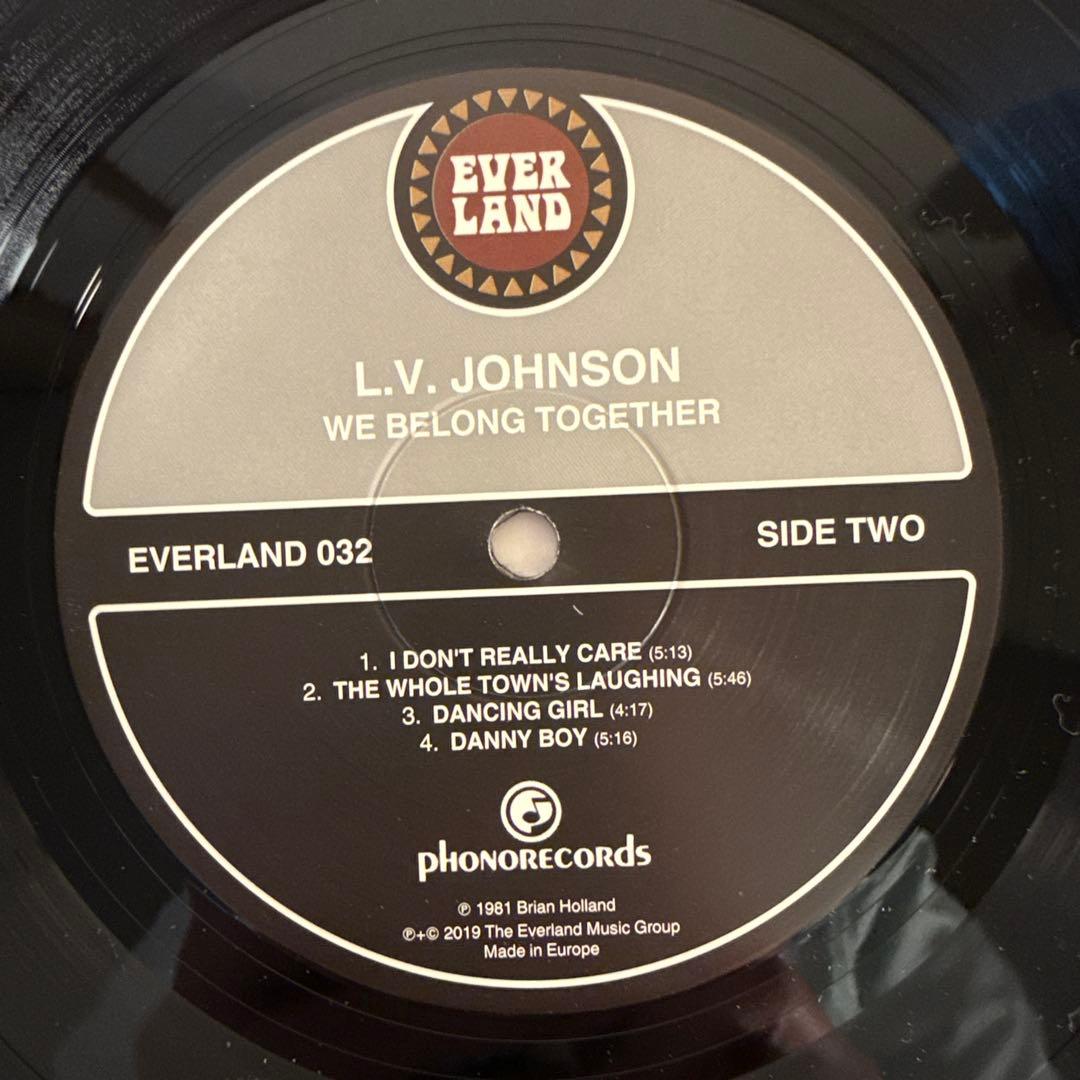 EVER
LAND
L.V. JOHNSON
WE BELONG TOGETHER
EVERLAND 032
SIDE TWO
1. I DON'T REALLY CARE (5:13)
2. THE WHOLE TOWN'S LAUGHING (5:46)
3. DANCING GIRL (4:17)
4. DANNY BOY (5:16)
pHONORECORds
℗ 1981 Brian Holland
℗+© 2019 The Everland Music Group
Made in Europe